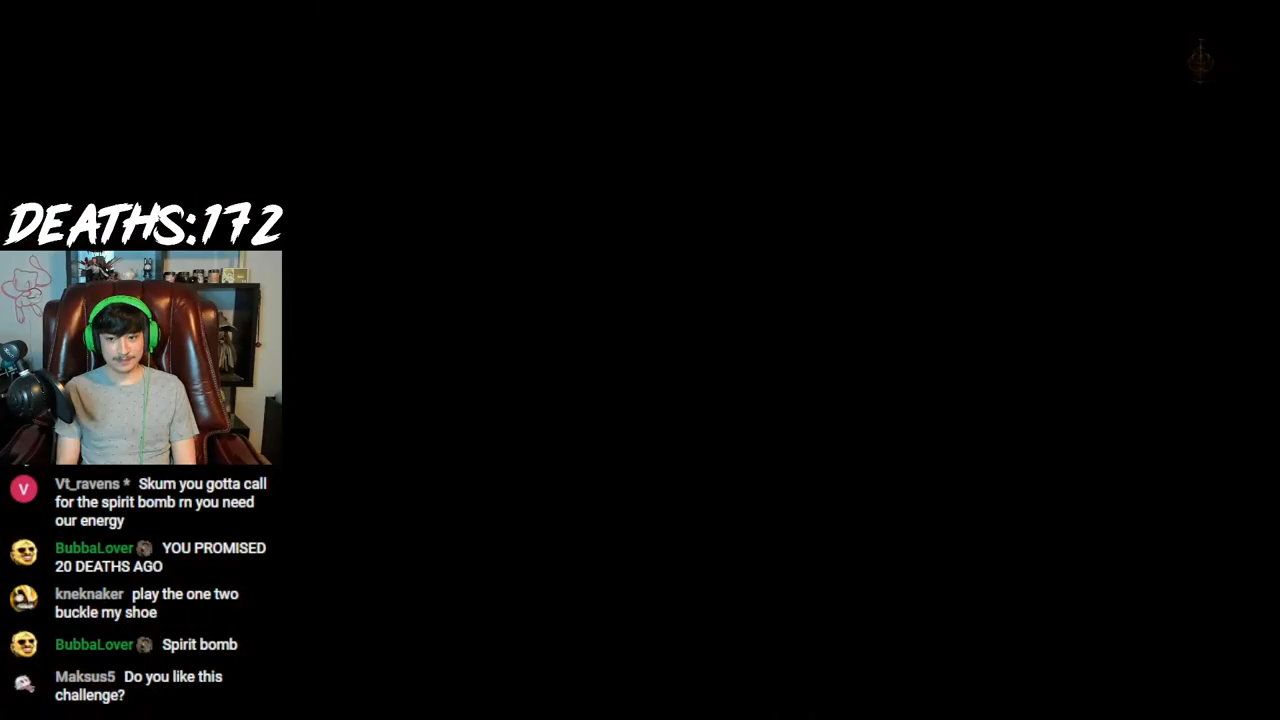 DEATHS:172
V
Vt_ravens * Skum you gotta call
for the spirit bomb rn you need
our energy
BubbaLover YOU PROMISED
20 DEATHS AGO
kneknaker play the one two
buckle my shoe
BubbaLover Spirit bomb
Maksus5 Do you like this
challenge?